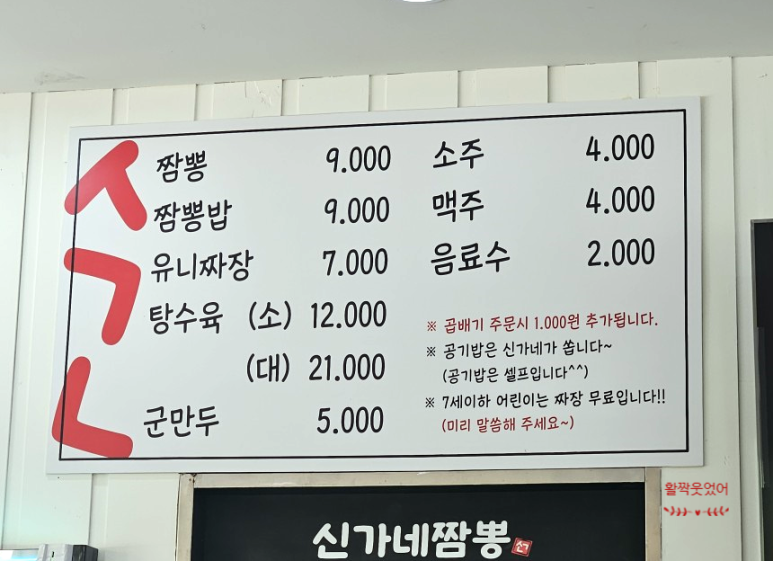 ㅅ
ㄱ
ㄴ
짬뽕 9.000
짬뽕밥 9.000
유니짜장 7.000
탕수육 (소) 12.000
(대) 21.000
군만두 5.000
소주 4.000
맥주 4.000
음료수 2.000
※ 곱배기 주문시 1.000원 추가됩니다.
※ 공기밥은 신가네가 쏩니다~
(공기밥은 셀프입니다^^)
※ 7세이하 어린이는 짜장 무료입니다!!
(미리 말씀해 주세요~)
활짝웃었어
신가네짬뽕